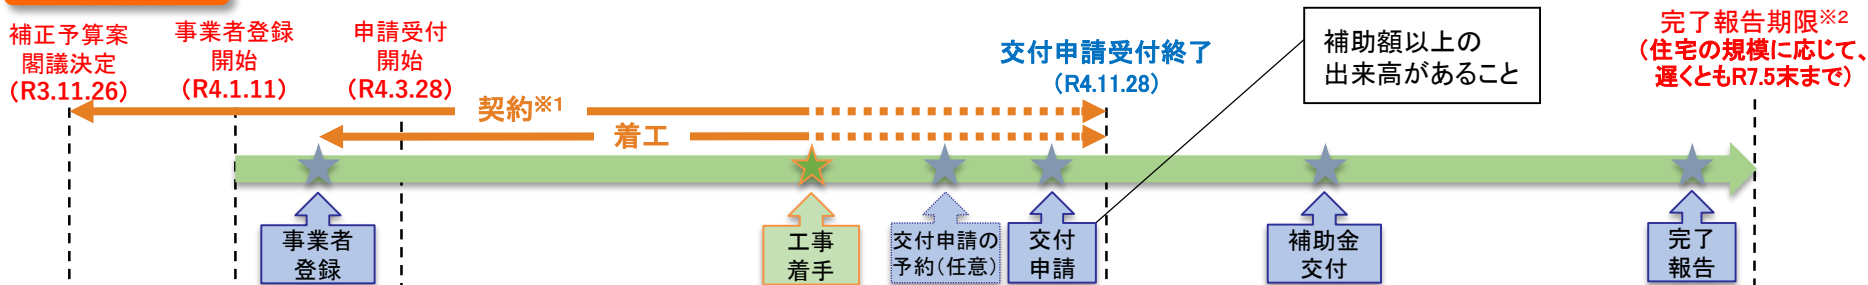 補正予算案
閣議決定
(R3.11.26)
事業者登録
開始
(R4.1.11)
申請受付
開始
(R4.3.28)
交付申請受付終了
(R4.11.28)
補助額以上の
出来高があること
完了報告期限※2
(住宅の規模に応じて、
遅くともR7.5末まで)
契約※1
着工
事業者
登録
工事
着手
交付申請の
予約(任意)
交付
申請
補助金
交付
完了
報告